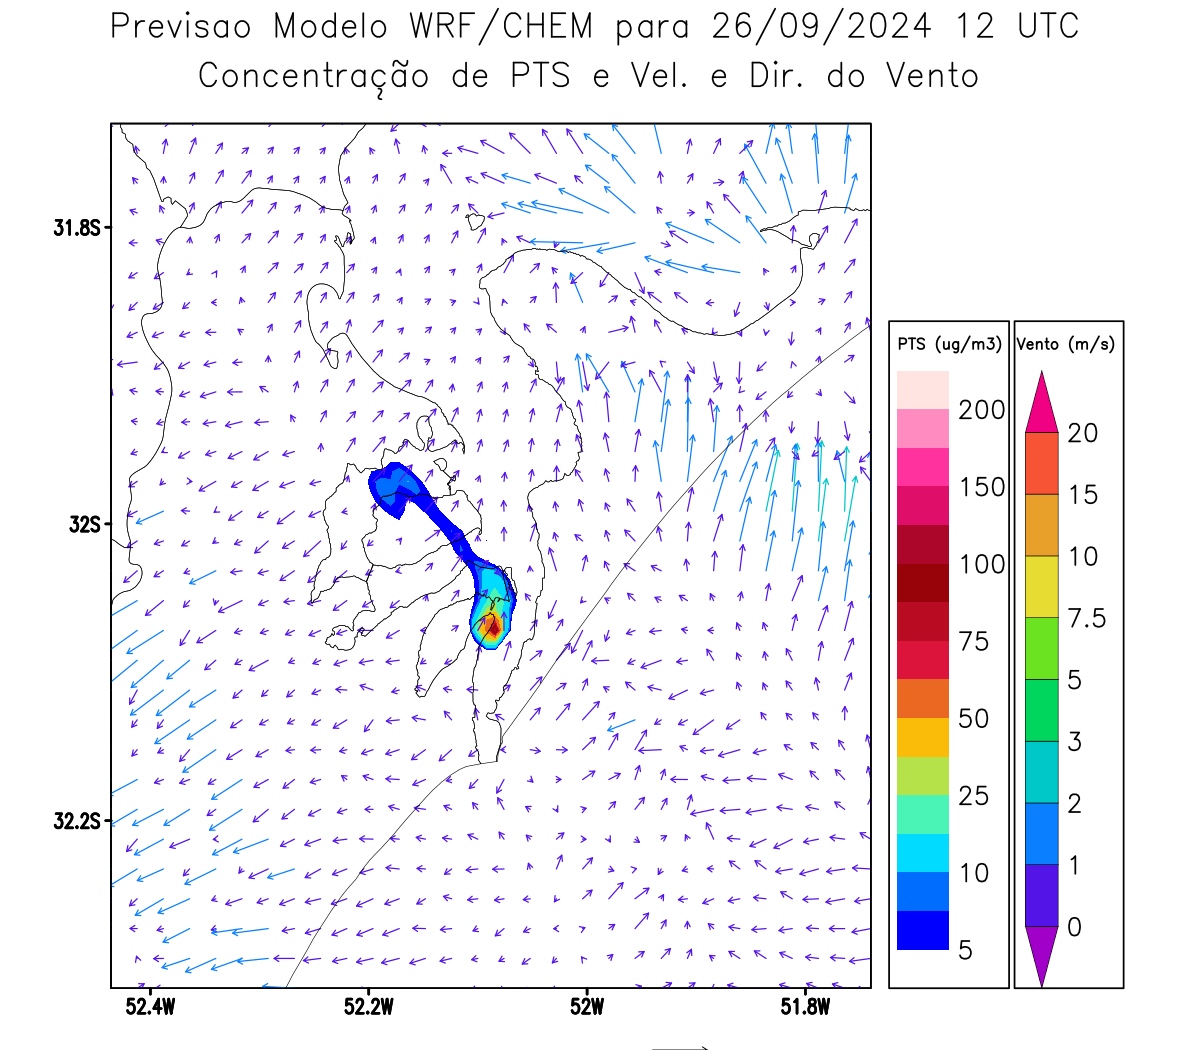 Previsao Modelo WRF/CHEM para 26/09/2024 12 UTC
Concentração de PTS e Vel. e Dir. do Vento
31.8S
32S
32.2S
52.4W
52.2W
52W
51.8W
PTS (ug/m3)
200
150
100
75
50
25
10
5
Vento (m/s)
20
15
10
7.5
5
3
2
1
0